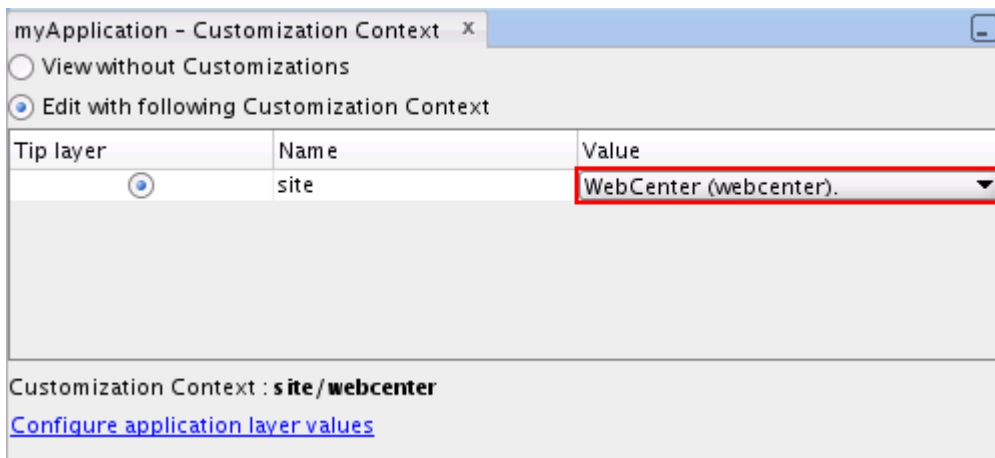 myApplication - Customization Context x
View without Customizations
Edit with following Customization Context
Tip layer Name Value
site WebCenter (webcenter).
Customization Context : site/webcenter
Configure application layer values